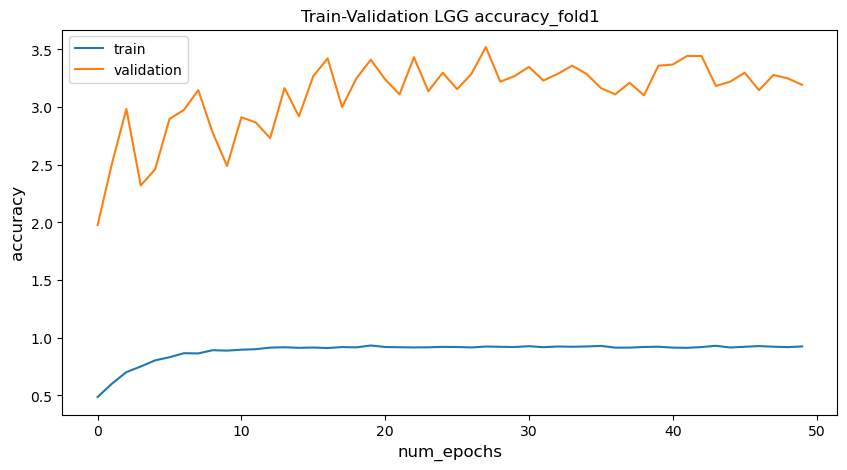 Train-Validation LGG accuracy_fold1
train
validation
accuracy
3.5
3.0
2.5
2.0
1.5
1.0
0.5
0 10 20 30 40 50
num_epochs